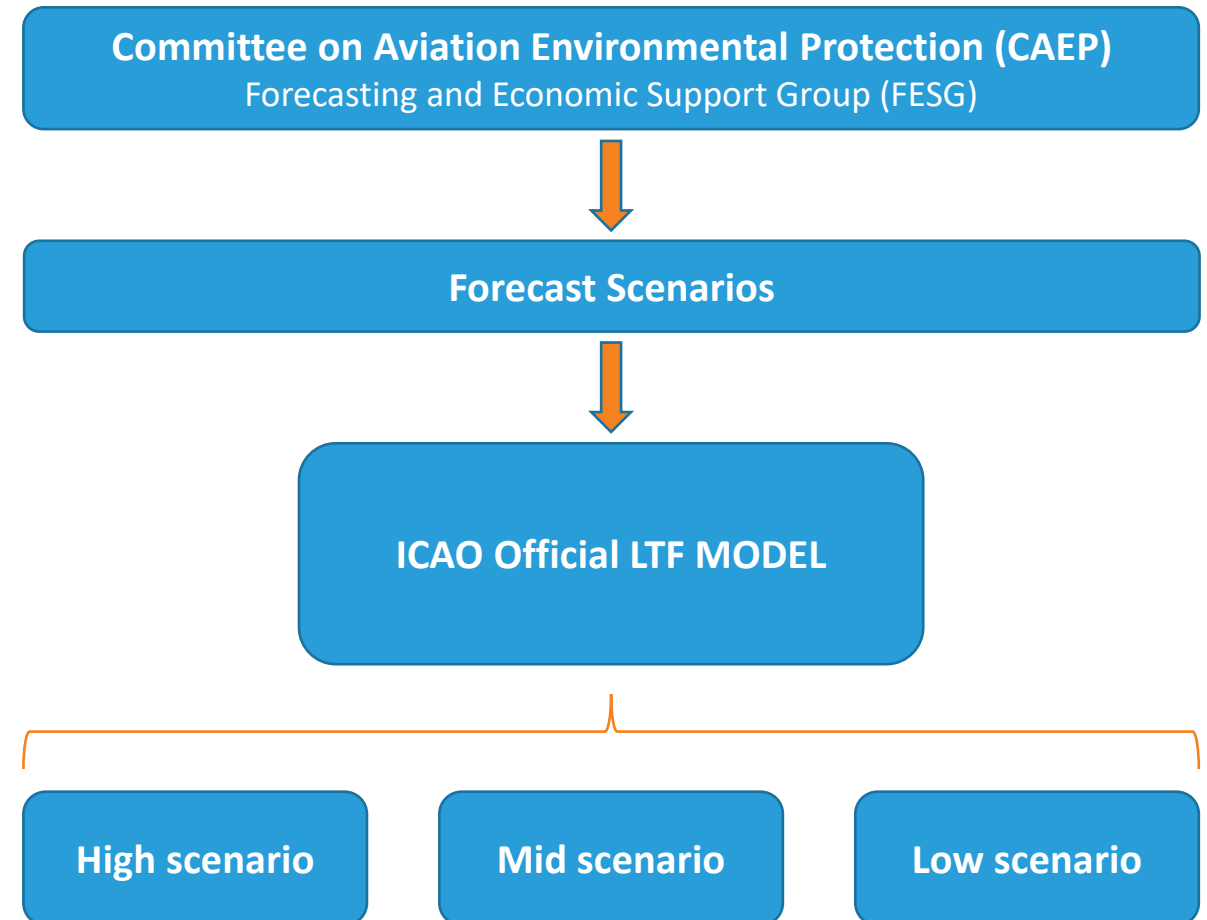 Committee on Aviation Environmental Protection (CAEP)
Forecasting and Economic Support Group (FESG)
Forecast Scenarios
ICAO Official LTF MODEL
High scenario
Mid scenario
Low scenario